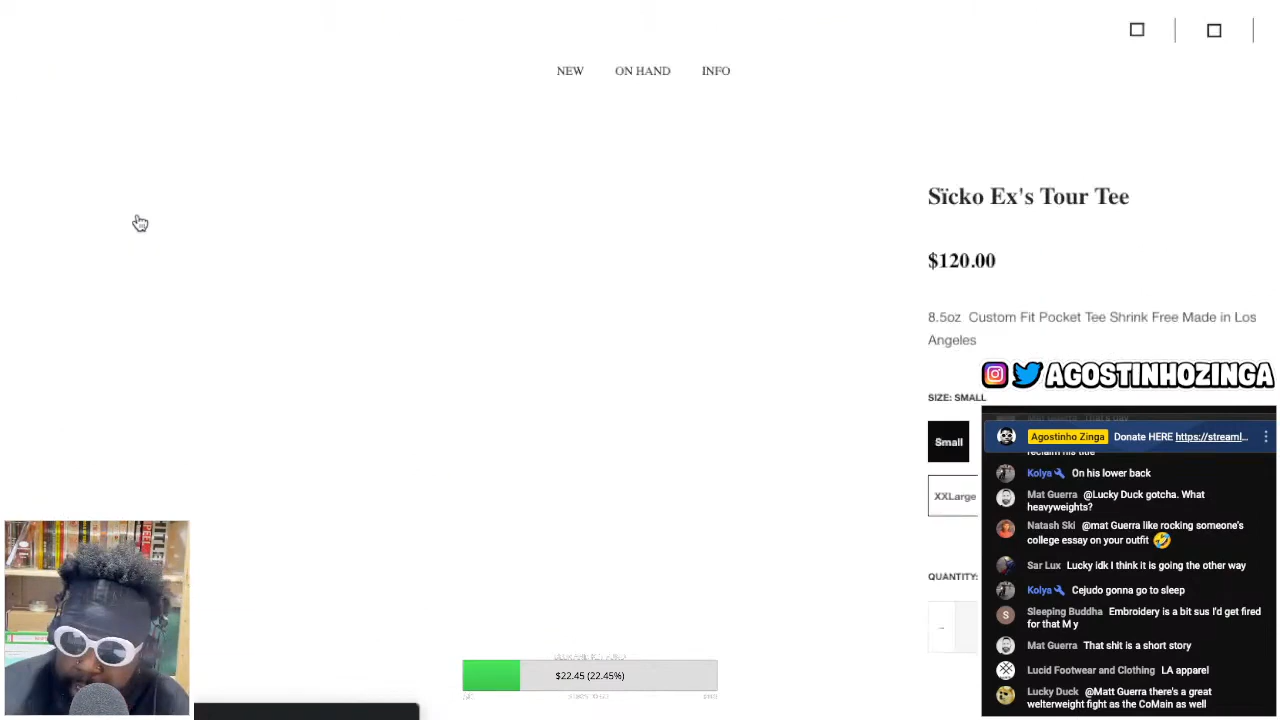 NEW ON HAND INFO
Sïcko Ex's Tour Tee
$120.00
8.5oz Custom Fit Pocket Tee Shrink Free Made in Los
Angeles
AGOSTINHOZINGA
SIZE: SMALL
Small
XXLarge
QUANTITY:
Agostinho Zinga Donate HERE https://streaml...
reclaim his title
Kolya On his lower back
Mat Guerra @Lucky Duck gotcha. What
heavyweights?
Natash Ski @mat Guerra like rocking someone's
college essay on your outfit 🤣
Sar Lux Lucky idk I think it is going the other way
Kolya Cejudo gonna go to sleep
Sleeping Buddha Embroidery is a bit sus I'd get fired
for that M y
Mat Guerra That shit is a short story
Lucid Footwear and Clothing LA apparel
Lucky Duck @Matt Guerra there's a great
welterweight fight as the CoMain as well
$22.45 (22.45%)